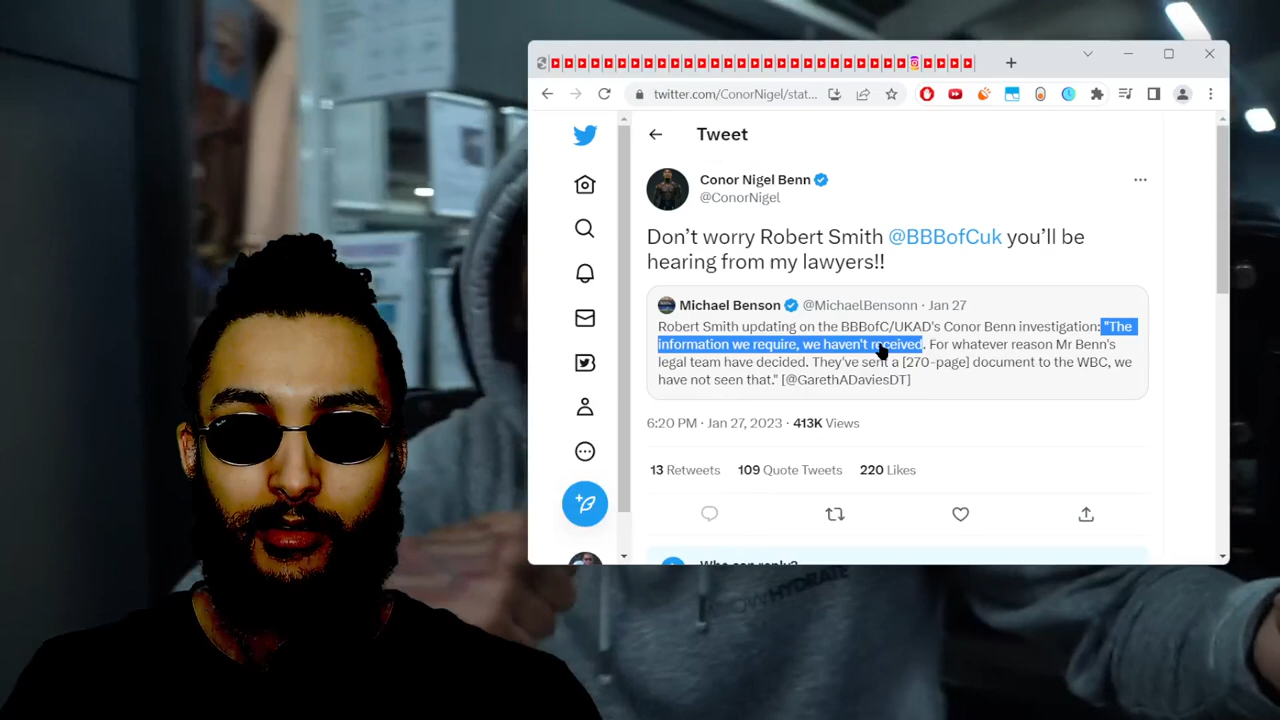 twitter.com/ConorNigel/stat...
Tweet
Conor Nigel Benn
@ConorNigel
Don’t worry Robert Smith @BBBofCuk you’ll be
hearing from my lawyers!!
Michael Benson @MichaelBensonn · Jan 27
Robert Smith updating on the BBBofC/UKAD's Conor Benn investigation: "The
information we require, we haven't received. For whatever reason Mr Benn's
legal team have decided. They've sent a [270-page] document to the WBC, we
have not seen that." [@GarethADaviesDT]
6:20 PM · Jan 27, 2023 · 413K Views
13 Retweets 109 Quote Tweets 220 Likes
Who can reply?
HYDRATE